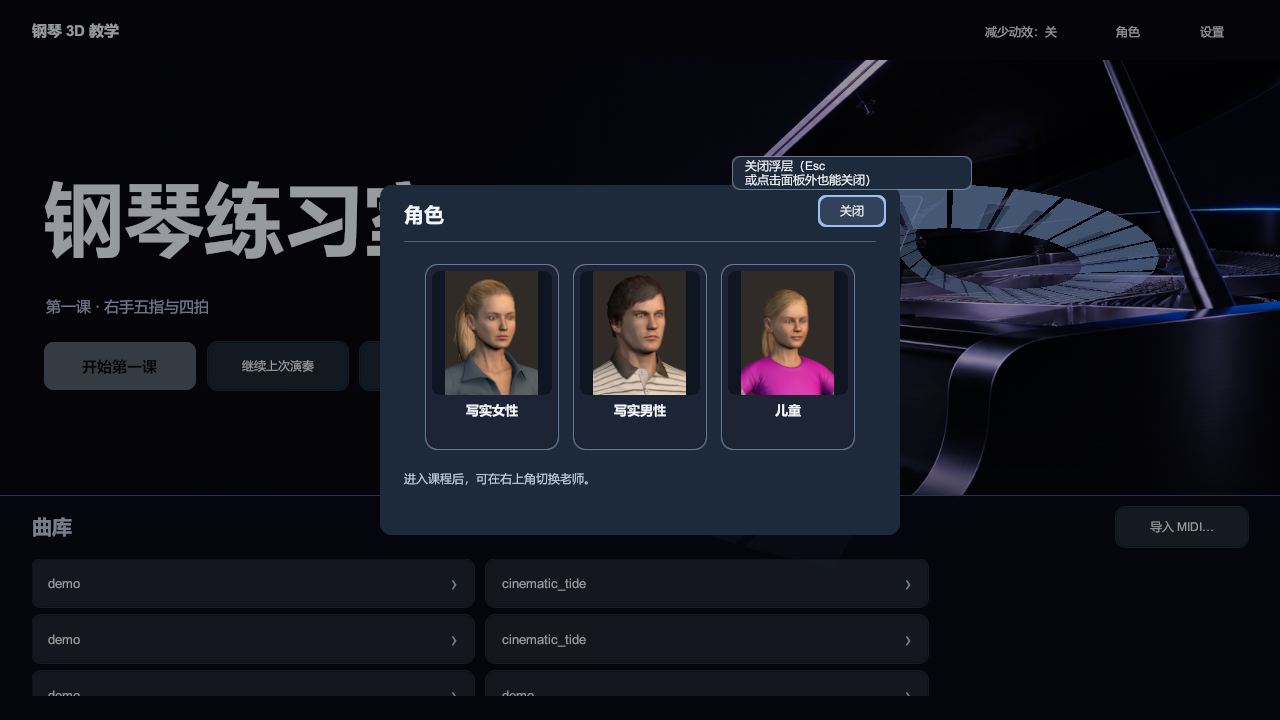 钢琴 3D 教学
减少动效：关
角色
设置
钢琴练习室
第一课 · 右手五指与四拍
开始第一课
继续上次演奏
关闭浮层（Esc
或点击面板外也能关闭）
角色
关闭
写实女性
写实男性
儿童
进入课程后，可在右上角切换老师。
曲库
导入 MIDI...
demo
cinematic_tide
demo
cinematic_tide
demo
demo